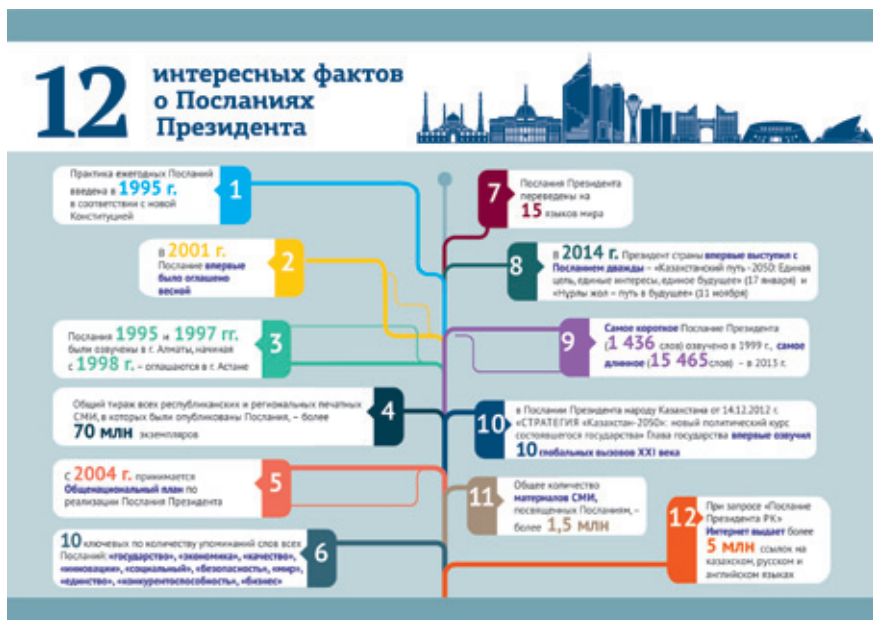 12
интересных фактов
о Посланиях
Президента
Практика ежегодных Посланий
введена в 1995 г.
в соответствии с новой
Конституцией
1
В 2001 г.
Послание впервые
было оглашено
весной
2
Послания 1995 и 1997 гг.
были озвучены в г. Алматы, начиная
с 1998 г. – оглашаются в г. Астане
3
Общий тираж всех республиканских и региональных печатных
СМИ, в которых были опубликованы Послания, – более
70 млн экземпляров
4
С 2004 г. принимается
Общенациональный план по
реализации Послания Президента
5
10 ключевых по количеству упоминаний слов всех
Посланий: «государство», «экономика», «качество»,
«инновации», «социальный», «безопасность», «мир»,
«единство», «конкурентоспособность», «бизнес»
6
7
Послания Президента
переведены на
15 языков мира
8
В 2014 г. Президент страны впервые выступил с
Посланием дважды – «Казахстанский путь -2050: Единая
цель, единые интересы, единое будущее» (17 января) и
«Нурлы жол – путь в будущее» (11 ноября)
9
Самое короткое Послание Президента
(1 436 слов) озвучено в 1999 г., самое
длинное (15 465 слов) – в 2013 г.
10
в Послании Президента народу Казахстана от 14.12.2012 г.
«СТРАТЕГИЯ «Казахстан-2050»: новый политический курс
состоявшегося государства» Глава государства впервые озвучил
10 глобальных вызовов XXI века
11
Общее количество
материалов СМИ,
посвященных Посланиям, –
более 1,5 млн
12
При запросе «Послание
Президента РК»
Интернет выдает более
5 млн ссылок на
казахском, русском и
английском языках